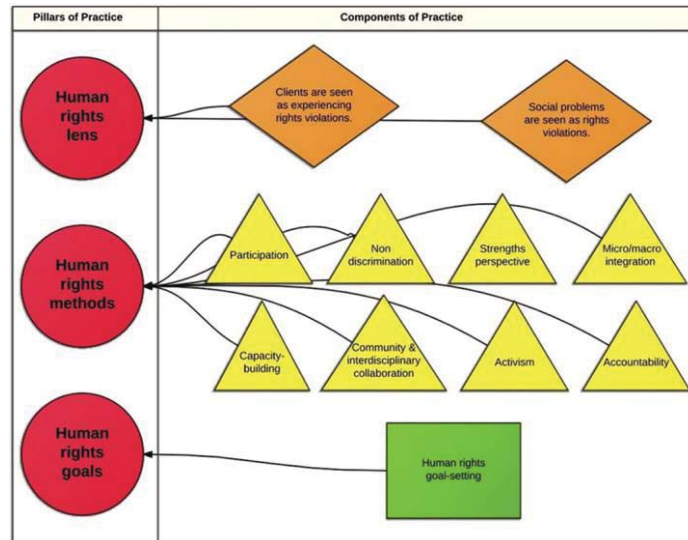 Pillars of Practice
Components of Practice
Human
rights
lens
Clients are seen
as experiencing
rights violations.
Social problems
are seen as rights
violations.
Human
rights
methods
Participation
Non
discrimination
Strengths
perspective
Micro/macro
integration
Capacity-
building
Community &
interdisciplinary
collaboration
Activism
Accountability
Human
rights
goals
Human rights
goal-setting